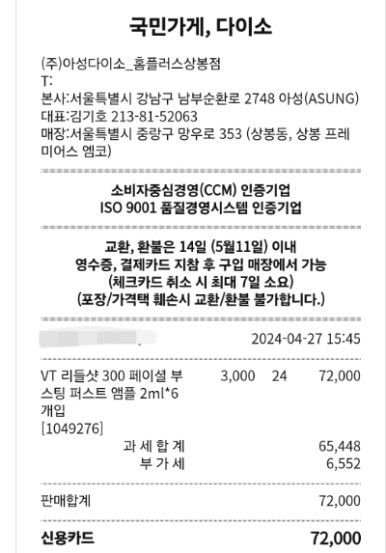 국민가게, 다이소
(주)아성다이소_홈플러스상봉점
T:
본사:서울특별시 강남구 남부순환로 2748 아성(ASUNG)
대표:김기호 213-81-52063
매장:서울특별시 중랑구 망우로 353 (상봉동, 상봉 프레
미어스 엠코)
소비자중심경영(CCM) 인증기업
ISO 9001 품질경영시스템 인증기업
교환, 환불은 14일 (5월11일) 이내
영수증, 결제카드 지참 후 구입 매장에서 가능
(체크카드 취소 시 최대 7일 소요)
(포장/가격택 훼손시 교환/환불 불가합니다.)
2024-04-27 15:45
VT 리들샷 300 페이셜 부 3,000 24 72,000
스팅 퍼스트 앰플 2ml*6
개입
[1049276]
과세합계 65,448
부가세 6,552
판매합계 72,000
신용카드 72,000